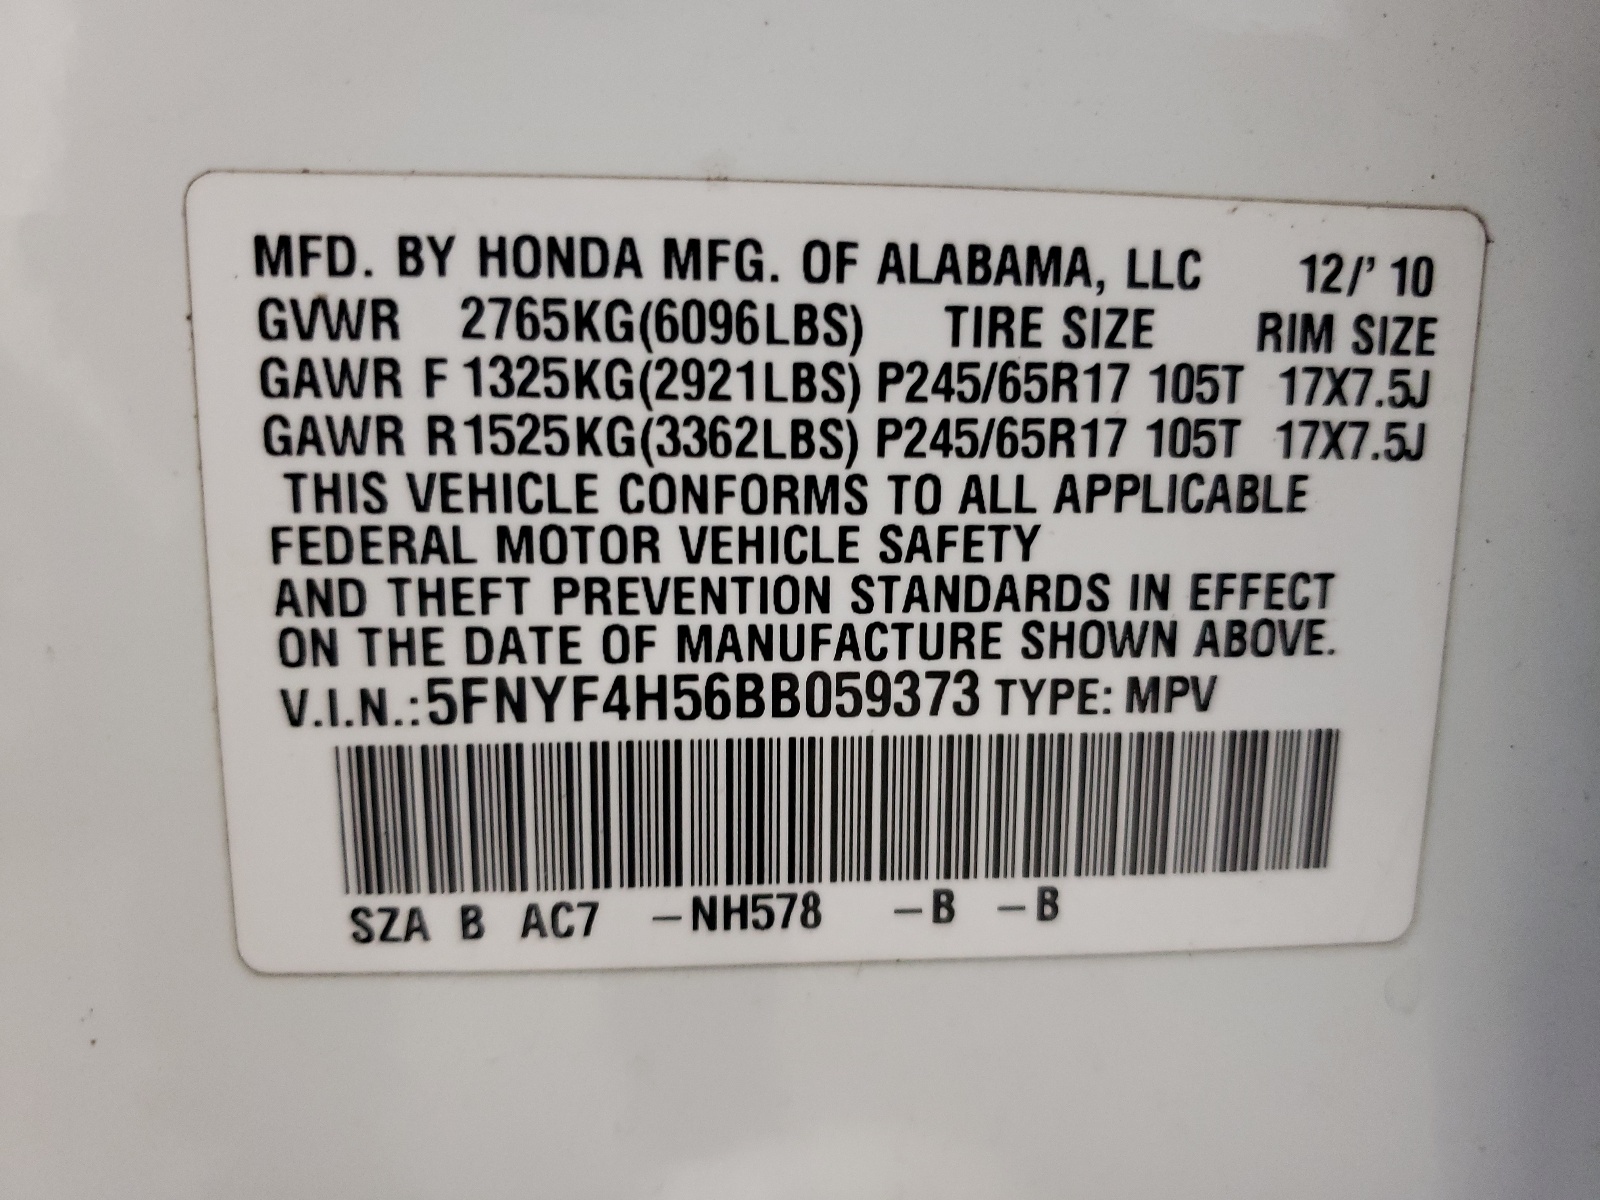 MFD. BY HONDA MFG. OF ALABAMA, LLC 12/' 10
GVWR 2765KG(6096LBS) TIRE SIZE RIM SIZE
GAWR F 1325KG(2921LBS) P245/65R17 105T 17X7.5J
GAWR R 1525KG(3362LBS) P245/65R17 105T 17X7.5J
THIS VEHICLE CONFORMS TO ALL APPLICABLE
FEDERAL MOTOR VEHICLE SAFETY
AND THEFT PREVENTION STANDARDS IN EFFECT
ON THE DATE OF MANUFACTURE SHOWN ABOVE.
V.I.N.:5FNYF4H56BB059373 TYPE: MPV
SZA B AC7 –NH578 –B –B